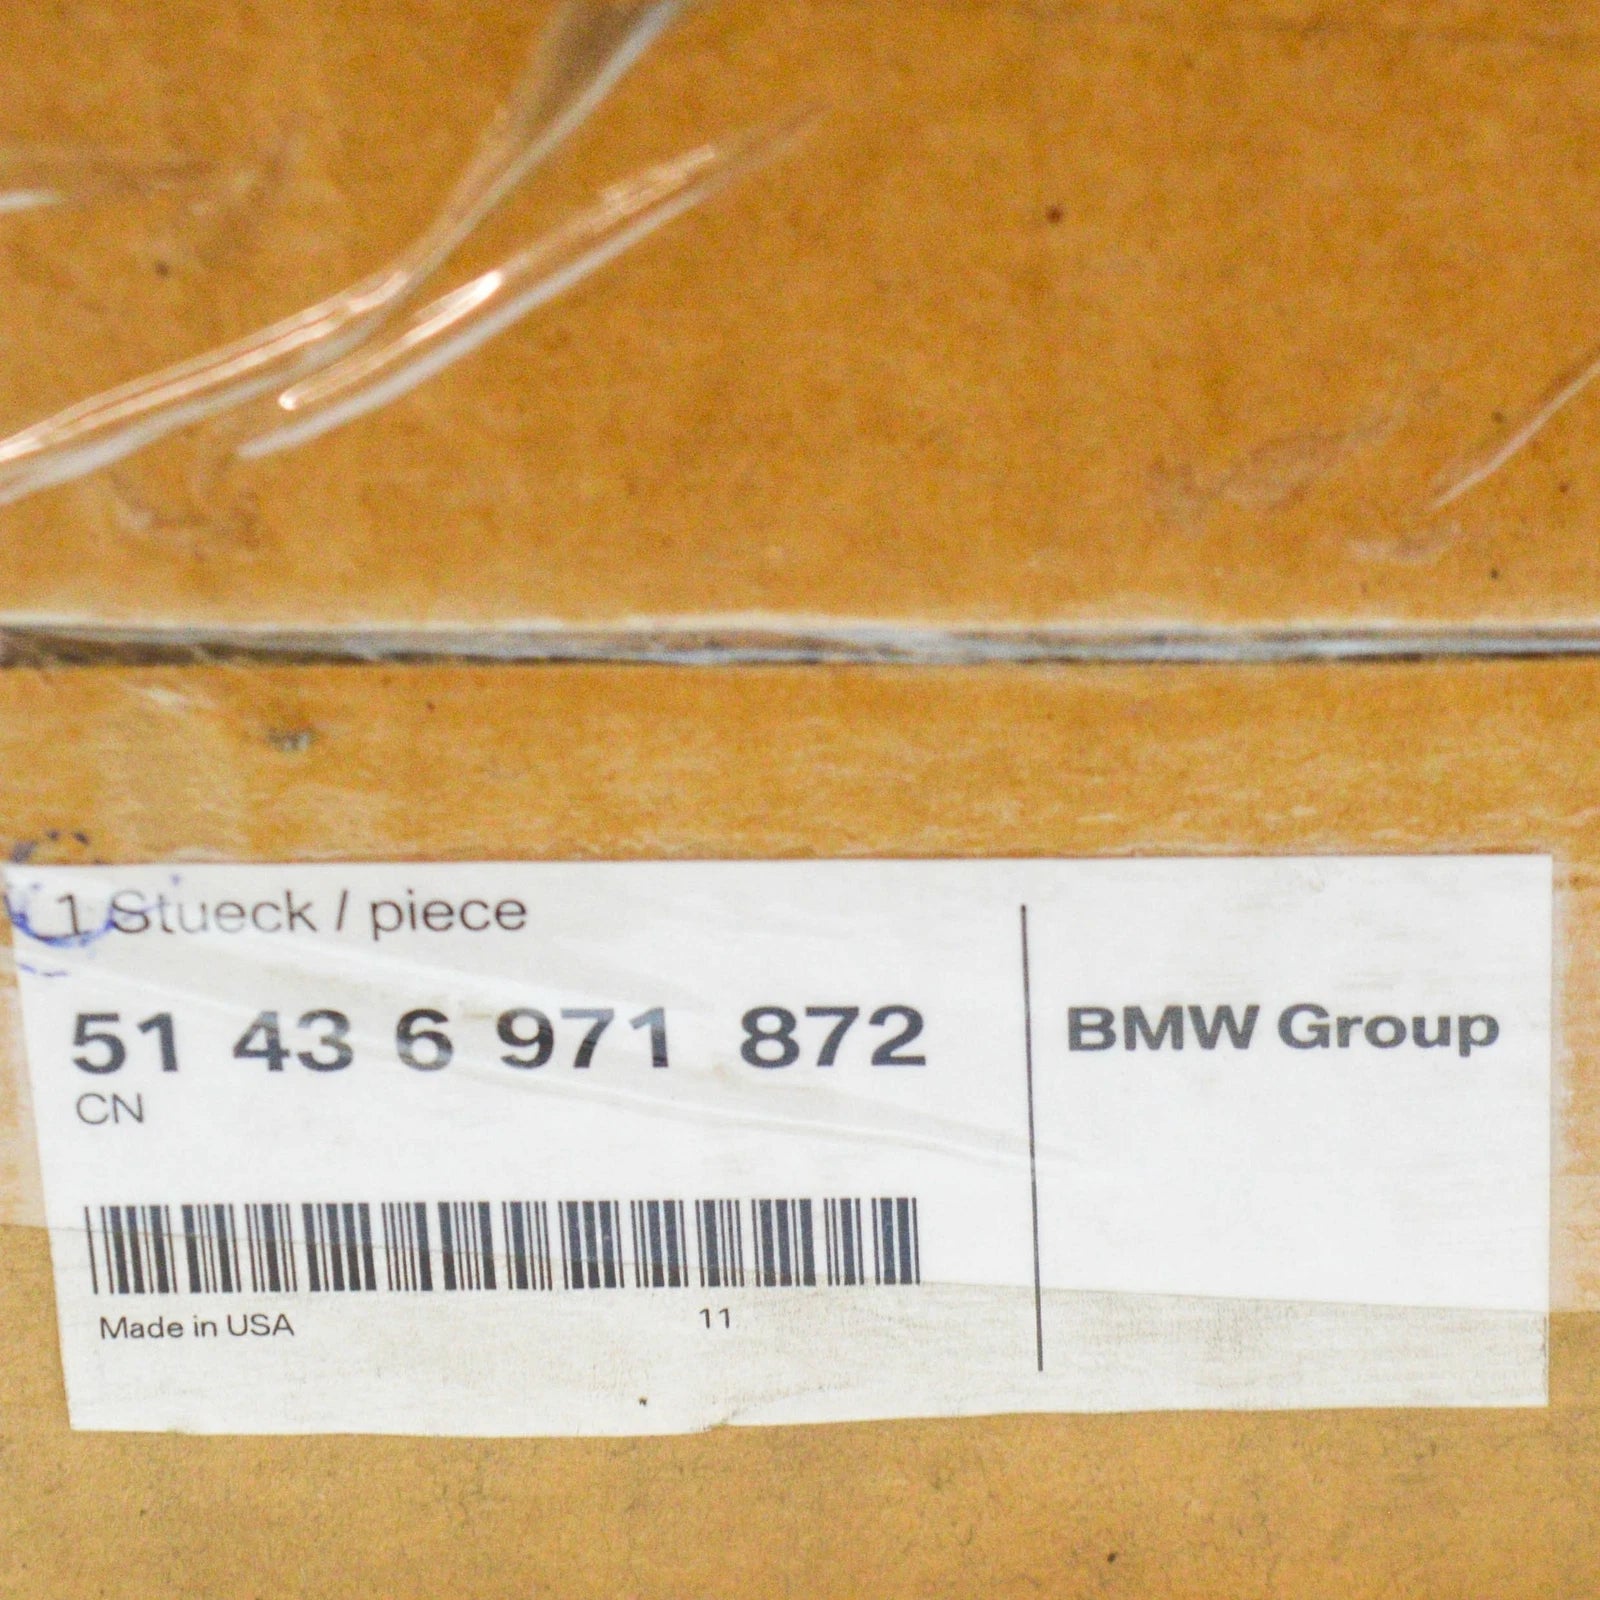 1 Stueck / piece
51 43 6 971 872
CN
BMW Group
Made in USA 11